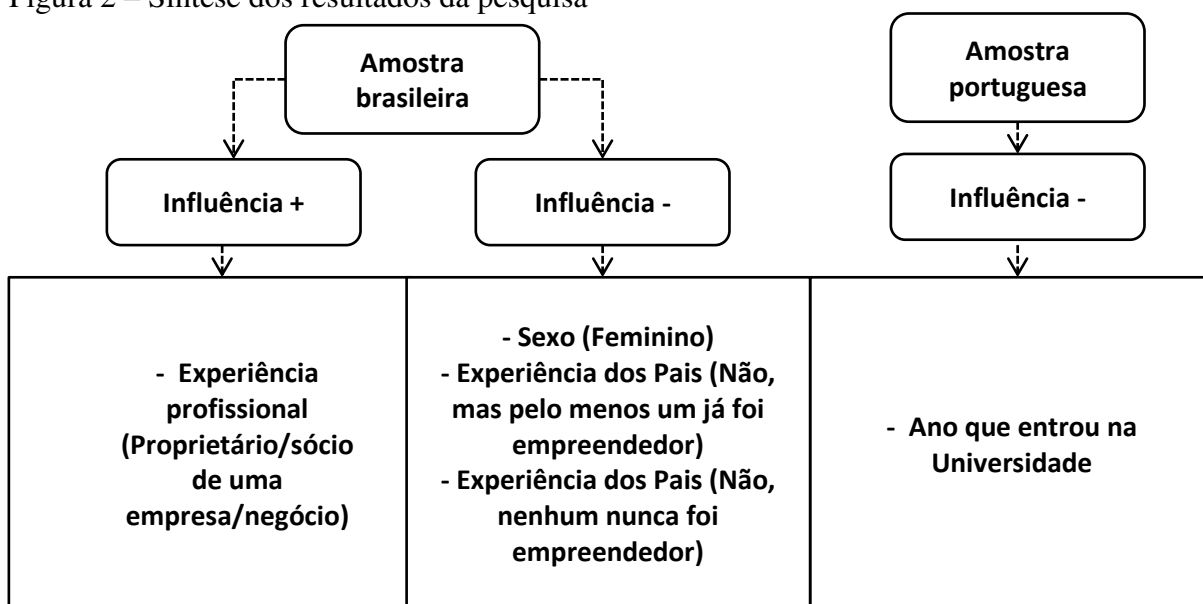 Figura 2 – Síntese dos resultados da pesquisa
Amostra
brasileira
Amostra
portuguesa
Influência +
Influência -
Influência -
- Experiência
profissional
(Proprietário/sócio
de uma
empresa/negócio)
- Sexo (Feminino)
- Experiência dos Pais (Não,
mas pelo menos um já foi
empreendedor)
- Experiência dos Pais (Não,
nenhum nunca foi
empreendedor)
- Ano que entrou na
Universidade